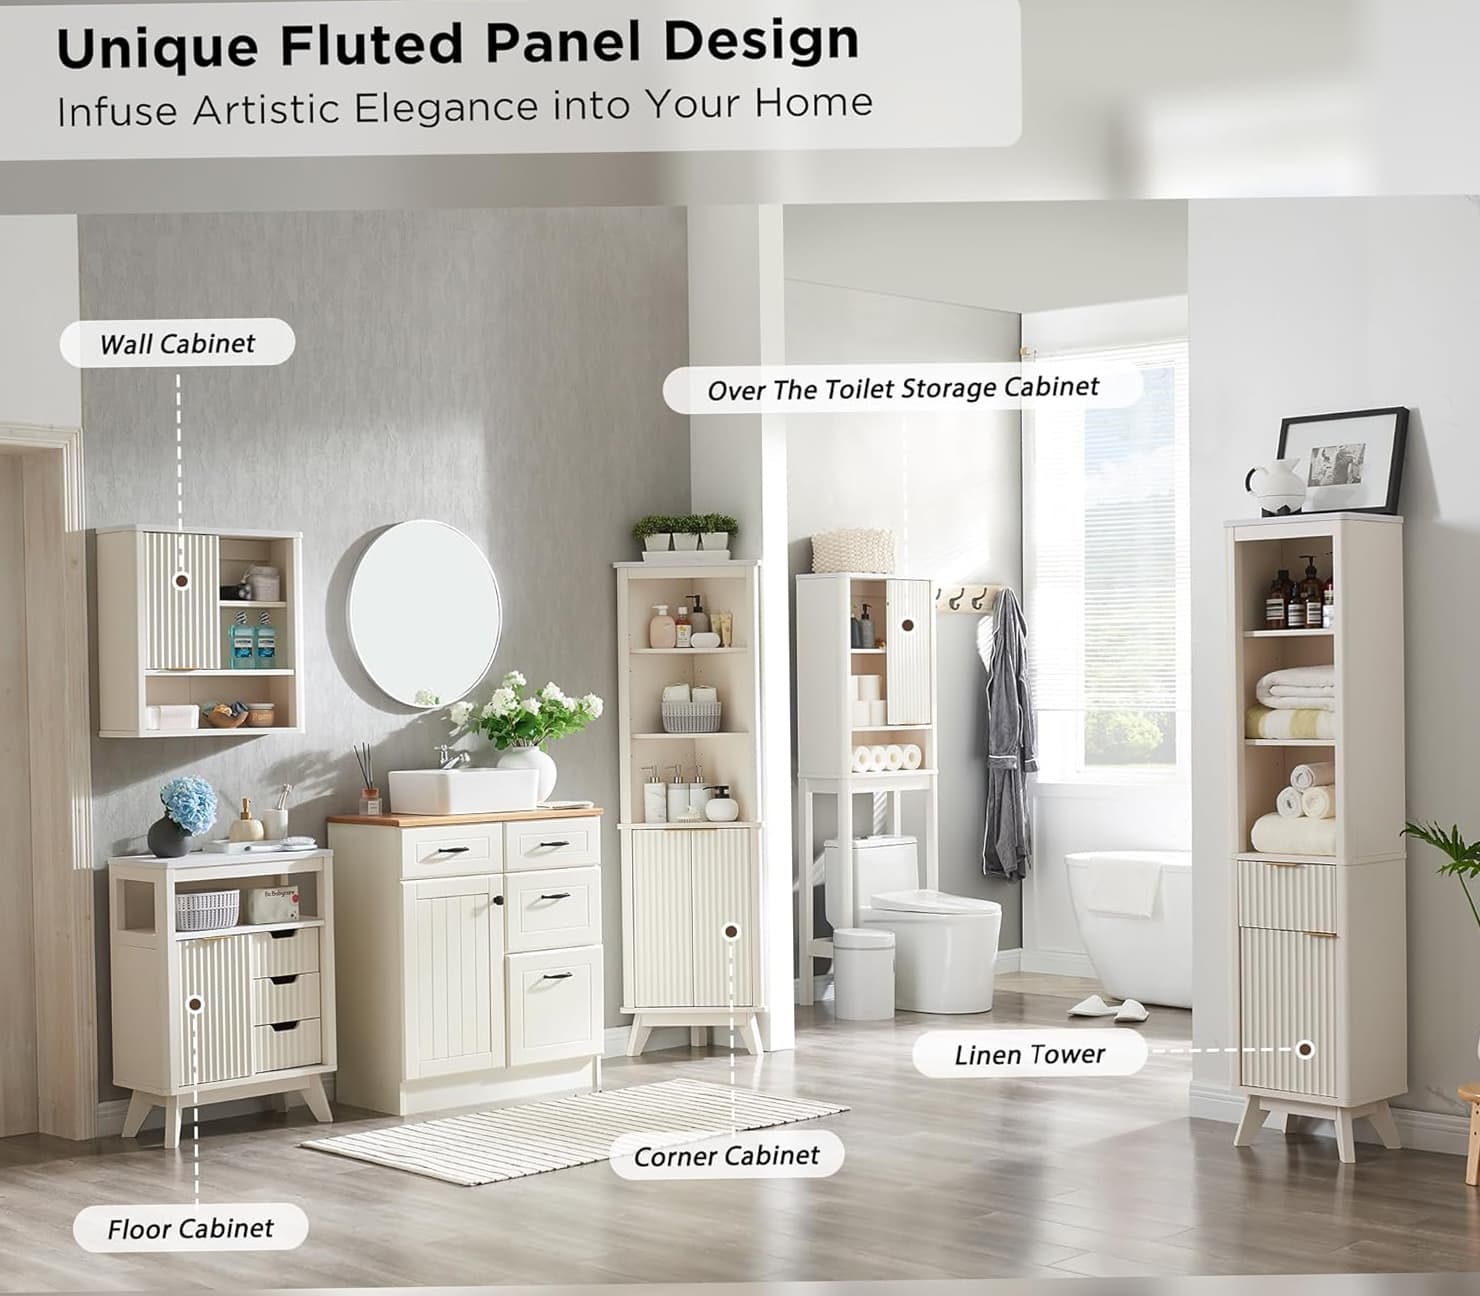 Unique Fluted Panel Design
Infuse Artistic Elegance into Your Home
Wall Cabinet
Over The Toilet Storage Cabinet
Linen Tower
Corner Cabinet
Floor Cabinet